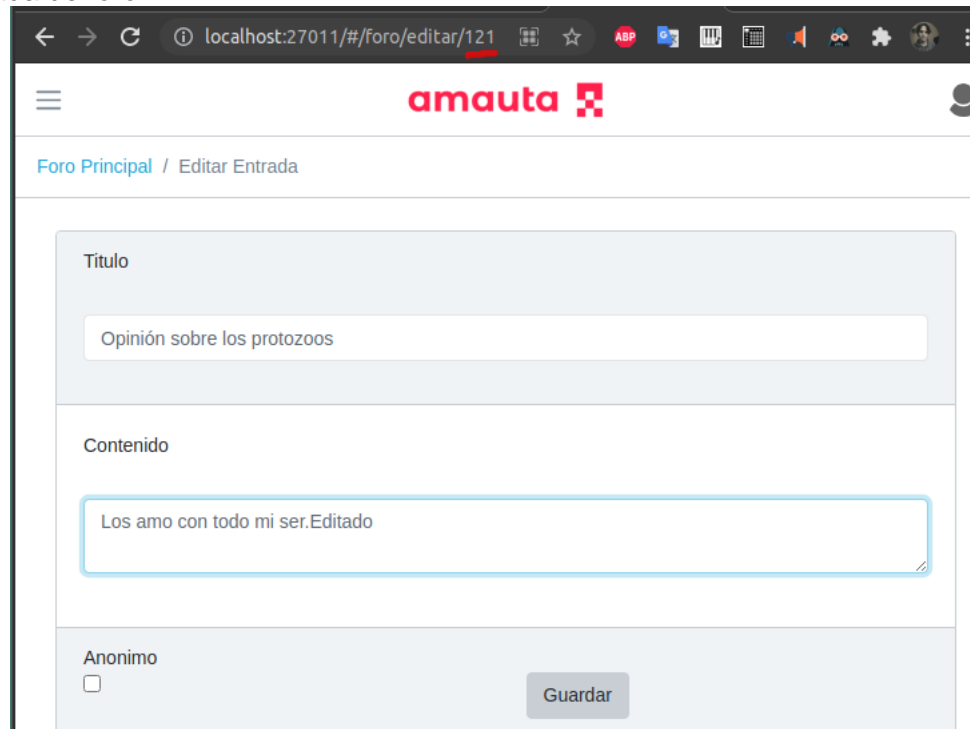 localhost:27011/#/foro/editar/121
ABP
amauta
Foro Principal / Editar Entrada
Titulo
Opinión sobre los protozoos
Contenido
Los amo con todo mi ser.Editado
Anonimo
Guardar